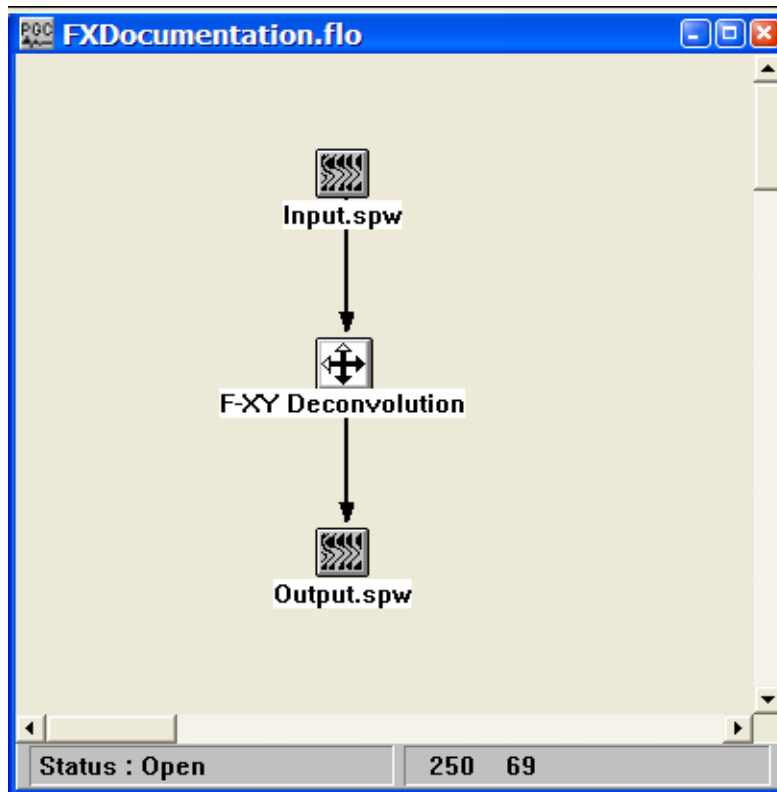 FXDocumentation.flo
Input.spw
F-XY Deconvolution
Output.spw
Status : Open
250 69